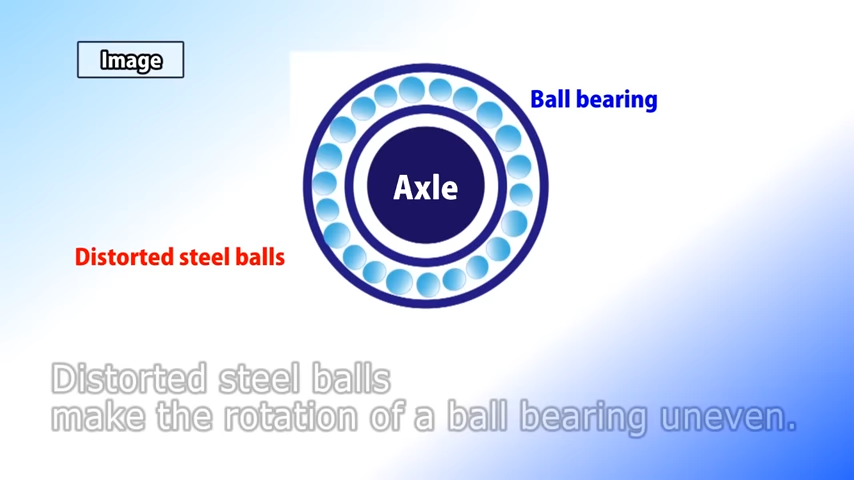 Image
Ball bearing
Axle
Distorted steel balls
Distorted steel balls
make the rotation of a ball bearing uneven.